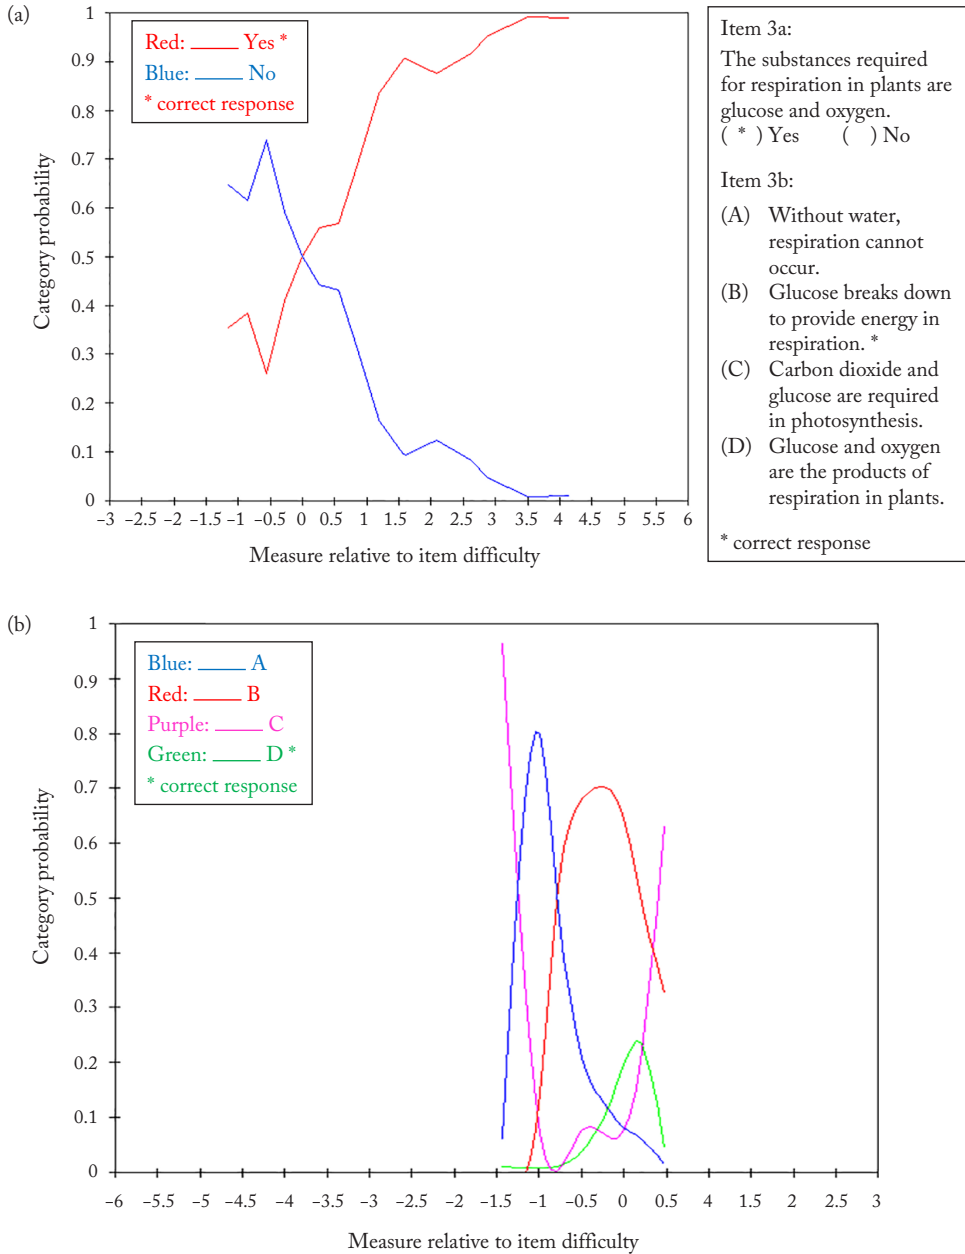 (a)
1
0.9
0.8
0.7
0.6
0.5
0.4
0.3
0.2
0.1
0
Category probability
Red: _____ Yes *
Blue: _____ No
* correct response
−3 −2.5 −2 −1.5 −1 −0.5 0 0.5 1 1.5 2 2.5 3 3.5 4 4.5 5 5.5 6
Measure relative to item difficulty
Item 3a:
The substances required
for respiration in plants are
glucose and oxygen.
( * ) Yes ( ) No
Item 3b:
(A) Without water,
respiration cannot
occur.
(B) Glucose breaks down
to provide energy in
respiration. *
(C) Carbon dioxide and
glucose are required
in photosynthesis.
(D) Glucose and oxygen
are the products of
respiration in plants.
* correct response
(b)
1
0.9
0.8
0.7
0.6
0.5
0.4
0.3
0.2
0.1
0
Category probability
Blue: _____ A
Red: _____ B
Purple: _____ C
Green: _____ D *
* correct response
−6 −5.5 −5 −4.5 −4 −3.5 −3 −2.5 −2 −1.5 −1 −0.5 0 0.5 1 1.5 2 2.5 3
Measure relative to item difficulty